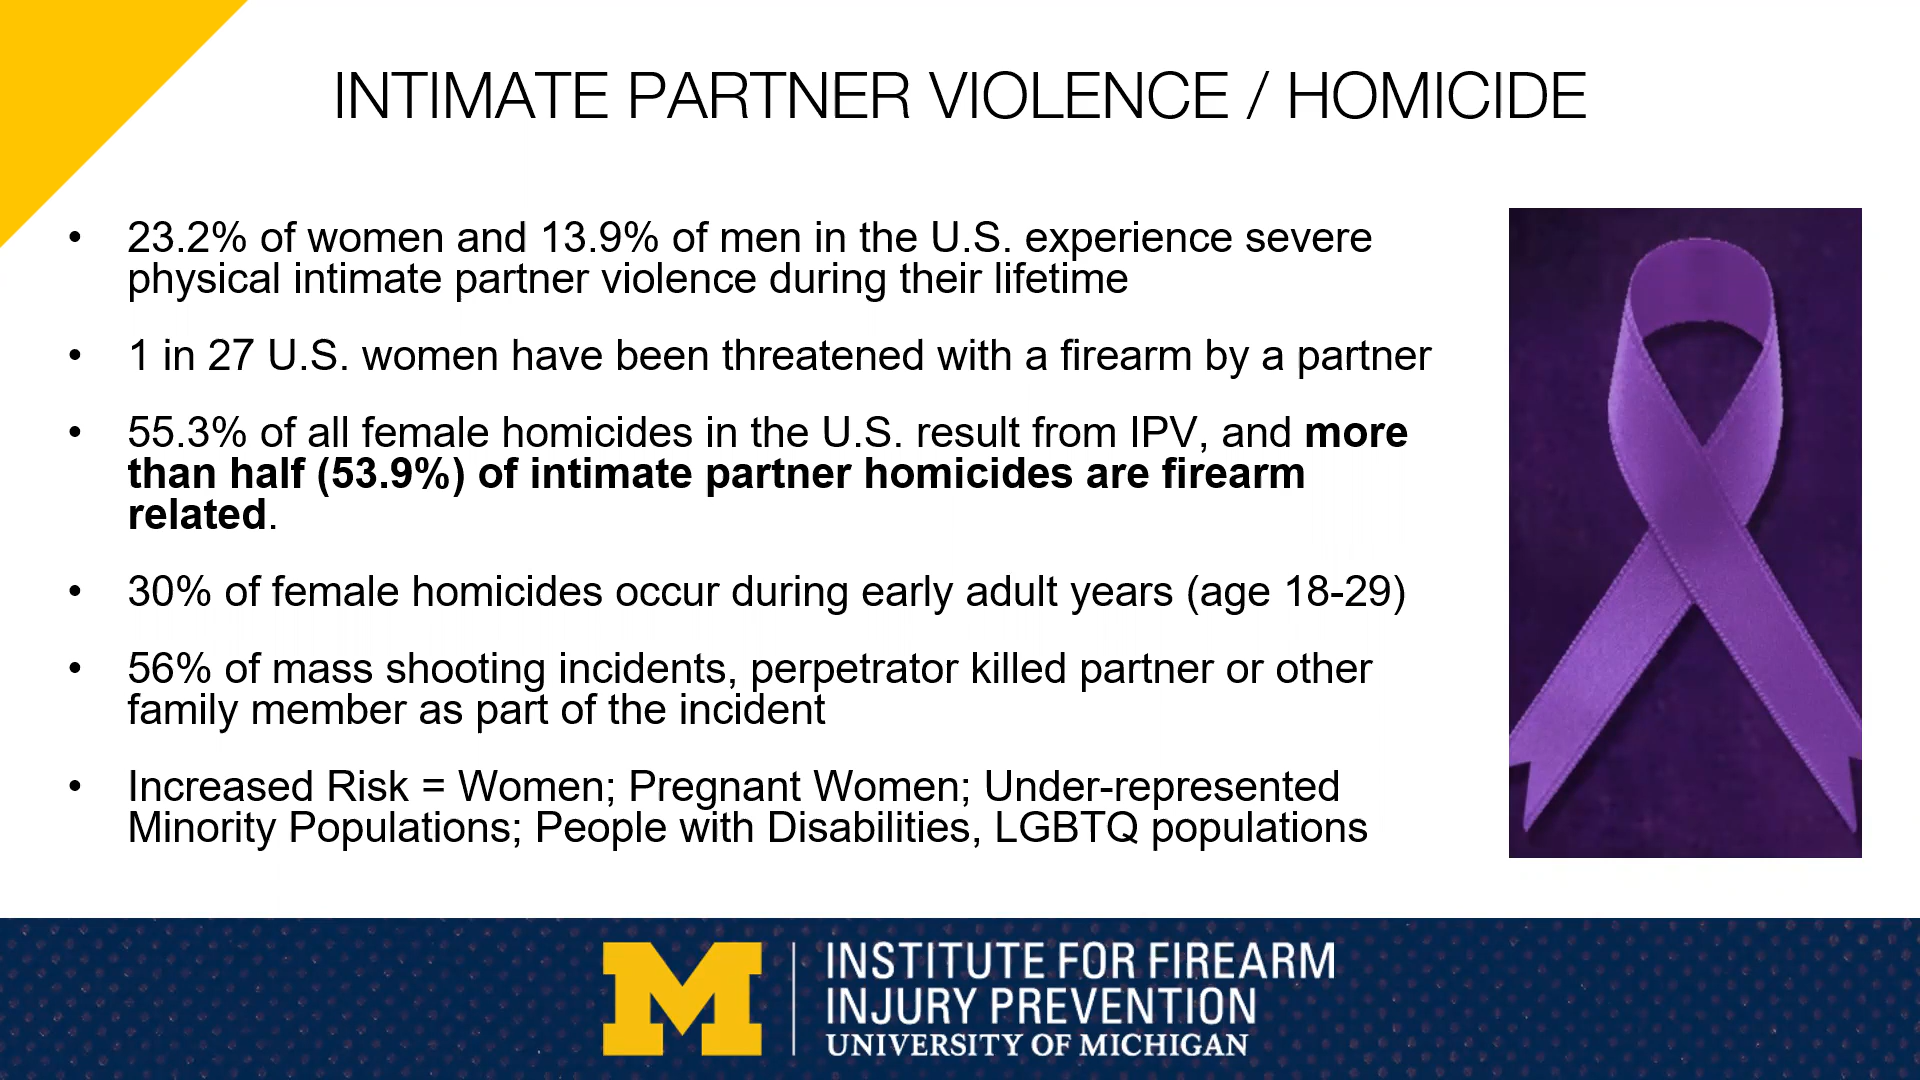 INTIMATE PARTNER VIOLENCE / HOMICIDE
• 23.2% of women and 13.9% of men in the U.S. experience severe
physical intimate partner violence during their lifetime
• 1 in 27 U.S. women have been threatened with a firearm by a partner
• 55.3% of all female homicides in the U.S. result from IPV, and more
than half (53.9%) of intimate partner homicides are firearm
related.
• 30% of female homicides occur during early adult years (age 18-29)
• 56% of mass shooting incidents, perpetrator killed partner or other
family member as part of the incident
• Increased Risk = Women; Pregnant Women; Under-represented
Minority Populations; People with Disabilities, LGBTQ populations
M
INSTITUTE FOR FIREARM
INJURY PREVENTION
UNIVERSITY OF MICHIGAN